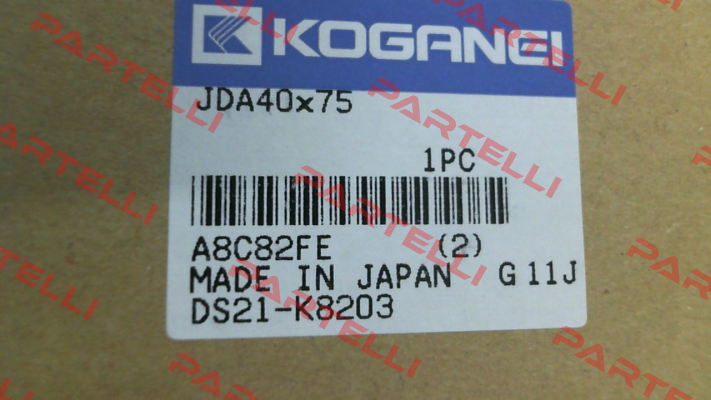 KOGANEI
JDA40x75
1PC
A8C82FE (2)
MADE IN JAPAN G11J
DS21-K8203
PARTELLI
PARTELLI
PARTELLI
PARTELLI
PARTELLI
PARTELLI
PARTELLI
PARTELLI